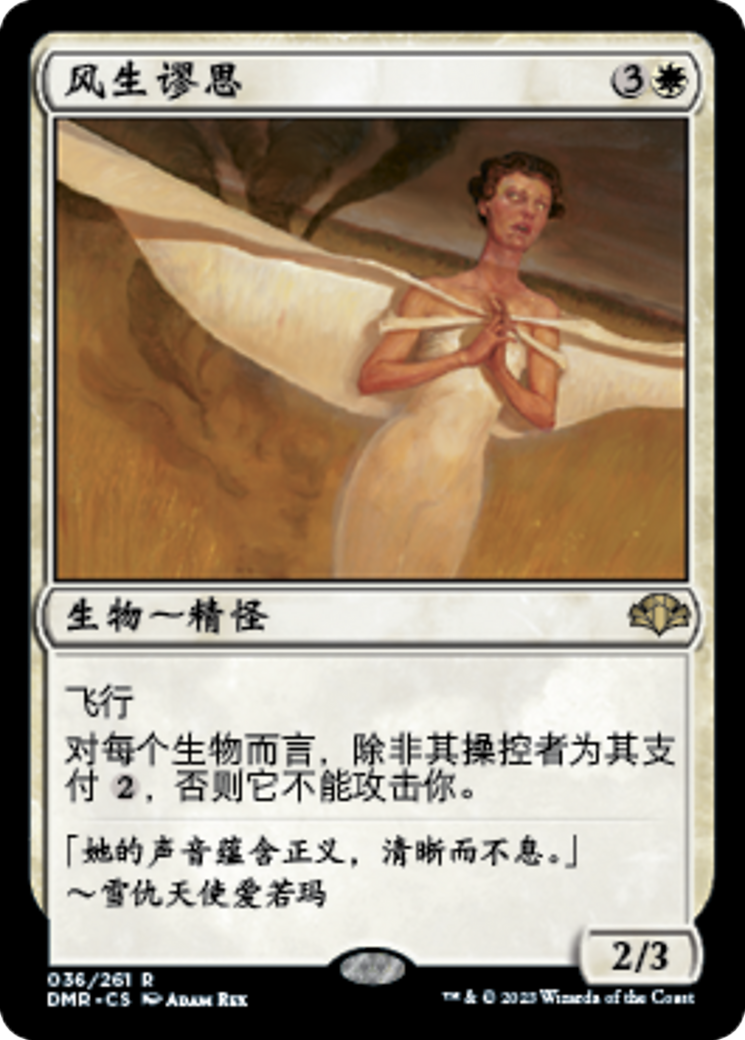 风生谬思 3
生物～精怪
飞行
对每个生物而言，除非其操控者为其支
付 2，否则它不能攻击你。
「她的声音蕴含正义，清晰而不息。」
～雪仇天使爱若玛
2/3
036/261 R
DMR • CS Adam Rex
™ & © 2023 Wizards of the Coast